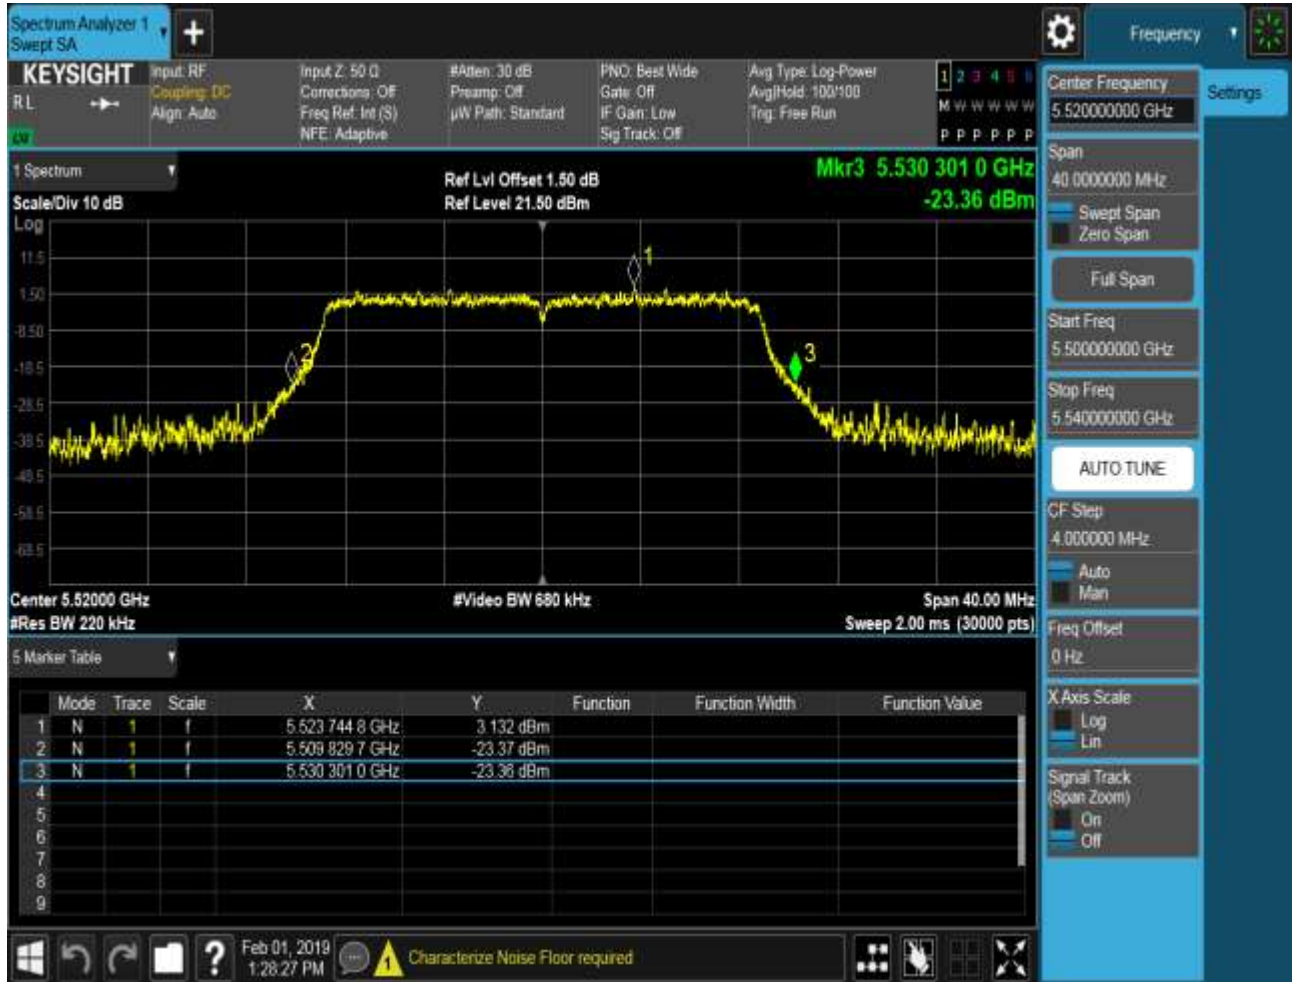 Spectrum Analyzer 1
Swept SA
+
Frequency
KEYSIGHT
RL
Input: RF
Coupling: DC
Align: Auto
Input Z: 50 Ω
Corrections: Off
Freq Ref: Int (S)
NFE: Adaptive
#Atten: 30 dB
Preamp: Off
µW Path: Standard
PNO: Best Wide
Gate: Off
IF Gain: Low
Sig Track: Off
Avg Type: Log-Power
Avg|Hold: 100/100
Trig: Free Run
1 2 3 4 5 6
M W W W W W
P P P P P P
1 Spectrum
Scale/Div 10 dB
Ref Lvl Offset 1.50 dB
Ref Level 21.50 dBm
Mkr3 5.530 301 0 GHz
-23.36 dBm
Log
11.5
1.50
-8.50
-18.5
-28.5
-38.5
-48.5
-58.5
-68.5
1
2
3
Center 5.52000 GHz
#Video BW 680 kHz
Span 40.00 MHz
#Res BW 220 kHz
Sweep 2.00 ms (30000 pts)
5 Marker Table
Mode Trace Scale X Y Function Function Width Function Value
1 N 1 f 5.523 744 8 GHz 3.132 dBm
2 N 1 f 5.509 829 7 GHz -23.37 dBm
3 N 1 f 5.530 301 0 GHz -23.36 dBm
4
5
6
7
8
9
Feb 01, 2019
1:28:27 PM
?
1
Characterize Noise Floor required
Center Frequency
5.520000000 GHz
Settings
Span
40.0000000 MHz
Swept Span
Zero Span
Full Span
Start Freq
5.500000000 GHz
Stop Freq
5.540000000 GHz
AUTO TUNE
CF Step
4.000000 MHz
Auto
Man
Freq Offset
0 Hz
X Axis Scale
Log
Lin
Signal Track
(Span Zoom)
On
Off